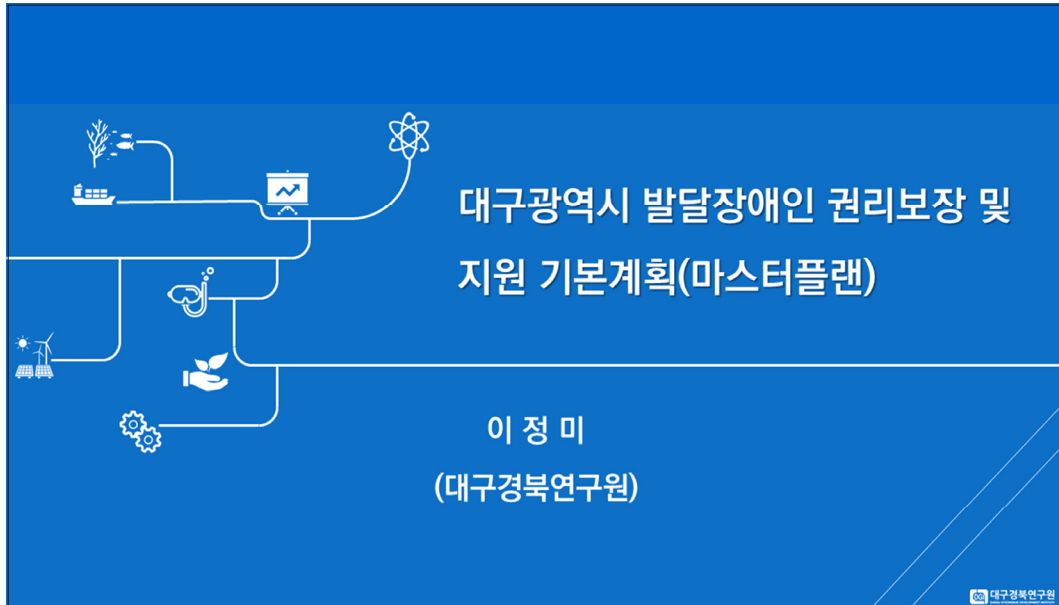 대구광역시 발달장애인 권리보장 및
지원 기본계획(마스터플랜)
이 정 미
(대구경북연구원)
대구경북연구원